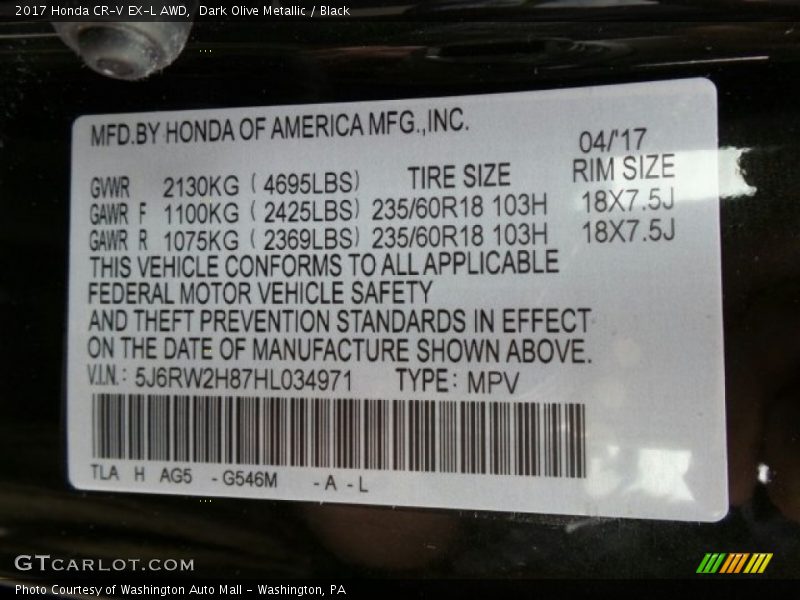 2017 Honda CR-V EX-L AWD, Dark Olive Metallic / Black
MFD.BY HONDA OF AMERICA MFG.,INC.
04/'17
GVWR 2130KG ( 4695LBS) TIRE SIZE RIM SIZE
GAWR F 1100KG ( 2425LBS) 235/60R18 103H 18X7.5J
GAWR R 1075KG ( 2369LBS) 235/60R18 103H 18X7.5J
THIS VEHICLE CONFORMS TO ALL APPLICABLE
FEDERAL MOTOR VEHICLE SAFETY
AND THEFT PREVENTION STANDARDS IN EFFECT
ON THE DATE OF MANUFACTURE SHOWN ABOVE.
V.I.N.: 5J6RW2H87HL034971 TYPE: MPV
TLA H AG5 -G546M -A -L
GTCARLOT.COM
Photo Courtesy of Washington Auto Mall - Washington, PA